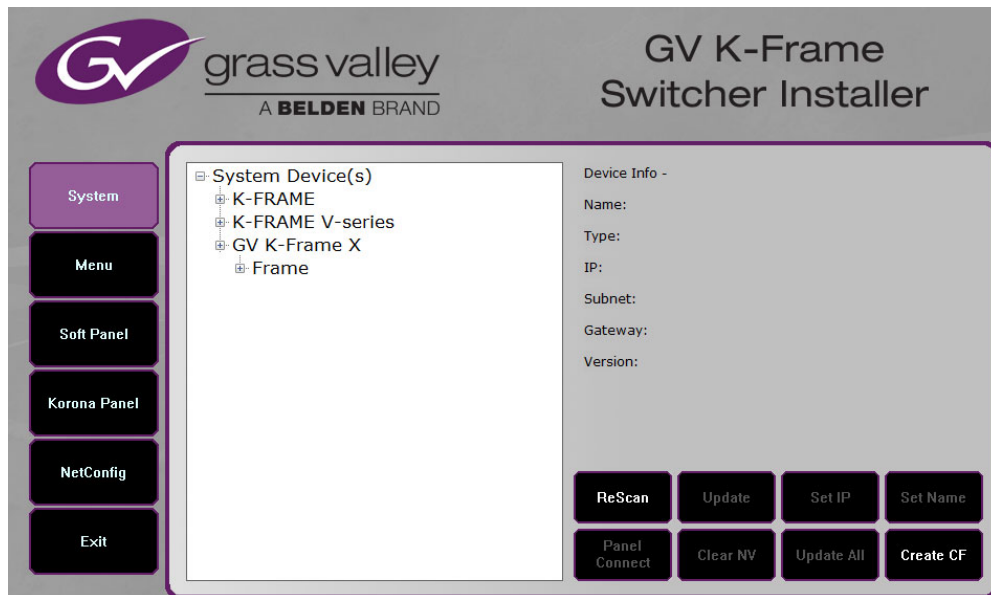 GV
grass valley
A BELDEN BRAND
GV K-Frame
Switcher Installer
System
Menu
Soft Panel
Korona Panel
NetConfig
Exit
System Device(s)
K-FRAME
K-FRAME V-series
GV K-Frame X
Frame
Device Info -
Name:
Type:
IP:
Subnet:
Gateway:
Version:
ReScan
Update
Set IP
Set Name
Panel
Connect
Clear NV
Update All
Create CF